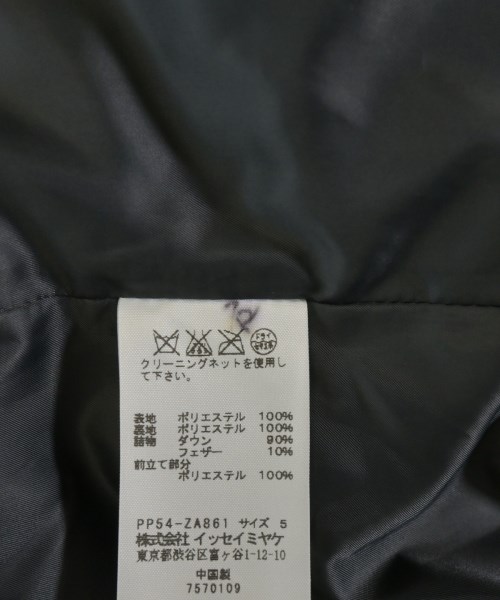 クリーニングネットを使用し
て下さい。
表地 ポリエステル 100%
裏地 ポリエステル 100%
詰物 ダウン 90%
フェザー 10%
前立て部分
ポリエステル 100%
PP54-ZA861 サイズ 5
株式会社 イッセイミヤケ
東京都渋谷区富ヶ谷1-12-10
中国製
7570109